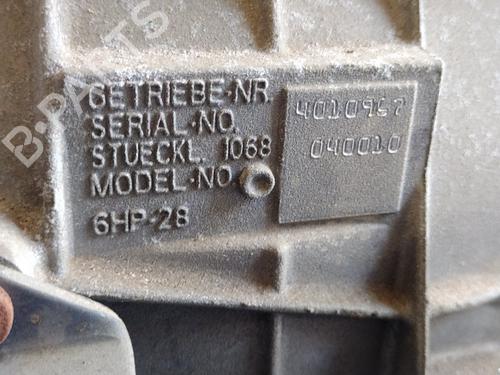 B-PARTS
GETRIEBE-NR.
SERIAL-NO. 4010967
STUECKL. 1068 040010
MODEL-NO
6HP-28